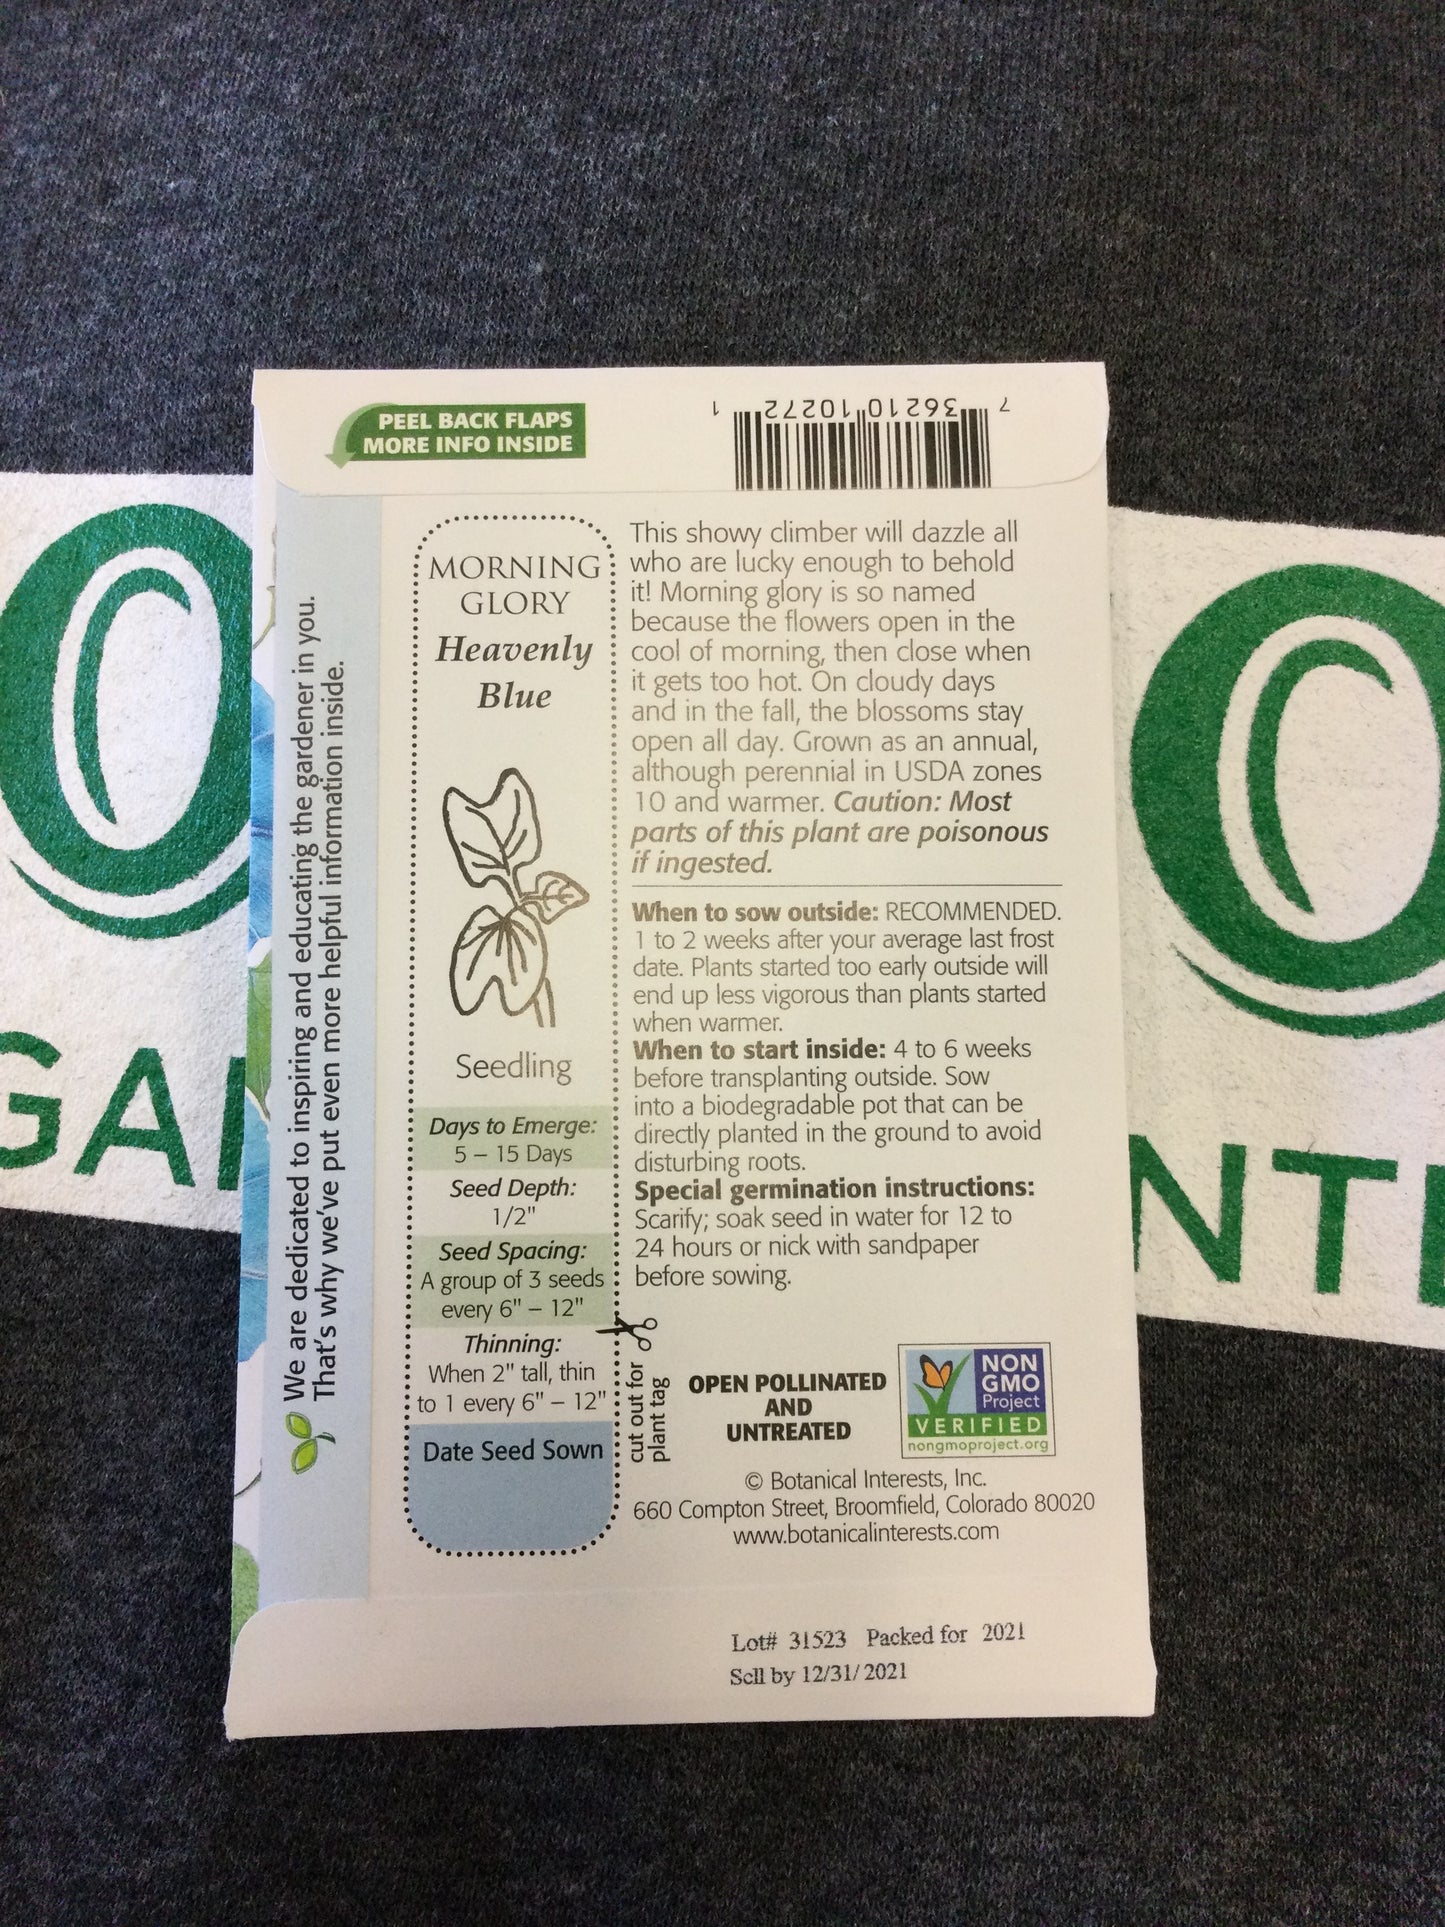 PEEL BACK FLAPS
MORE INFO INSIDE
7 36210 10272 1
We are dedicated to inspiring and educating the gardener in you.
That's why we've put even more helpful information inside.
MORNING
GLORY
Heavenly
Blue
Seedling
Days to Emerge:
5 – 15 Days
Seed Depth:
1/2"
Seed Spacing:
A group of 3 seeds
every 6" – 12"
Thinning:
When 2" tall, thin
to 1 every 6" – 12"
Date Seed Sown
cut out for
plant tag
This showy climber will dazzle all
who are lucky enough to behold
it! Morning glory is so named
because the flowers open in the
cool of morning, then close when
it gets too hot. On cloudy days
and in the fall, the blossoms stay
open all day. Grown as an annual,
although perennial in USDA zones
10 and warmer. Caution: Most
parts of this plant are poisonous
if ingested.
When to sow outside: RECOMMENDED.
1 to 2 weeks after your average last frost
date. Plants started too early outside will
end up less vigorous than plants started
when warmer.
When to start inside: 4 to 6 weeks
before transplanting outside. Sow
into a biodegradable pot that can be
directly planted in the ground to avoid
disturbing roots.
Special germination instructions:
Scarify; soak seed in water for 12 to
24 hours or nick with sandpaper
before sowing.
OPEN POLLINATED
AND
UNTREATED
NON
GMO
Project
VERIFIED
nongmoproject.org
© Botanical Interests, Inc.
660 Compton Street, Broomfield, Colorado 80020
www.botanicalinterests.com
Lot# 31523 Packed for 2021
Sell by 12/31/2021